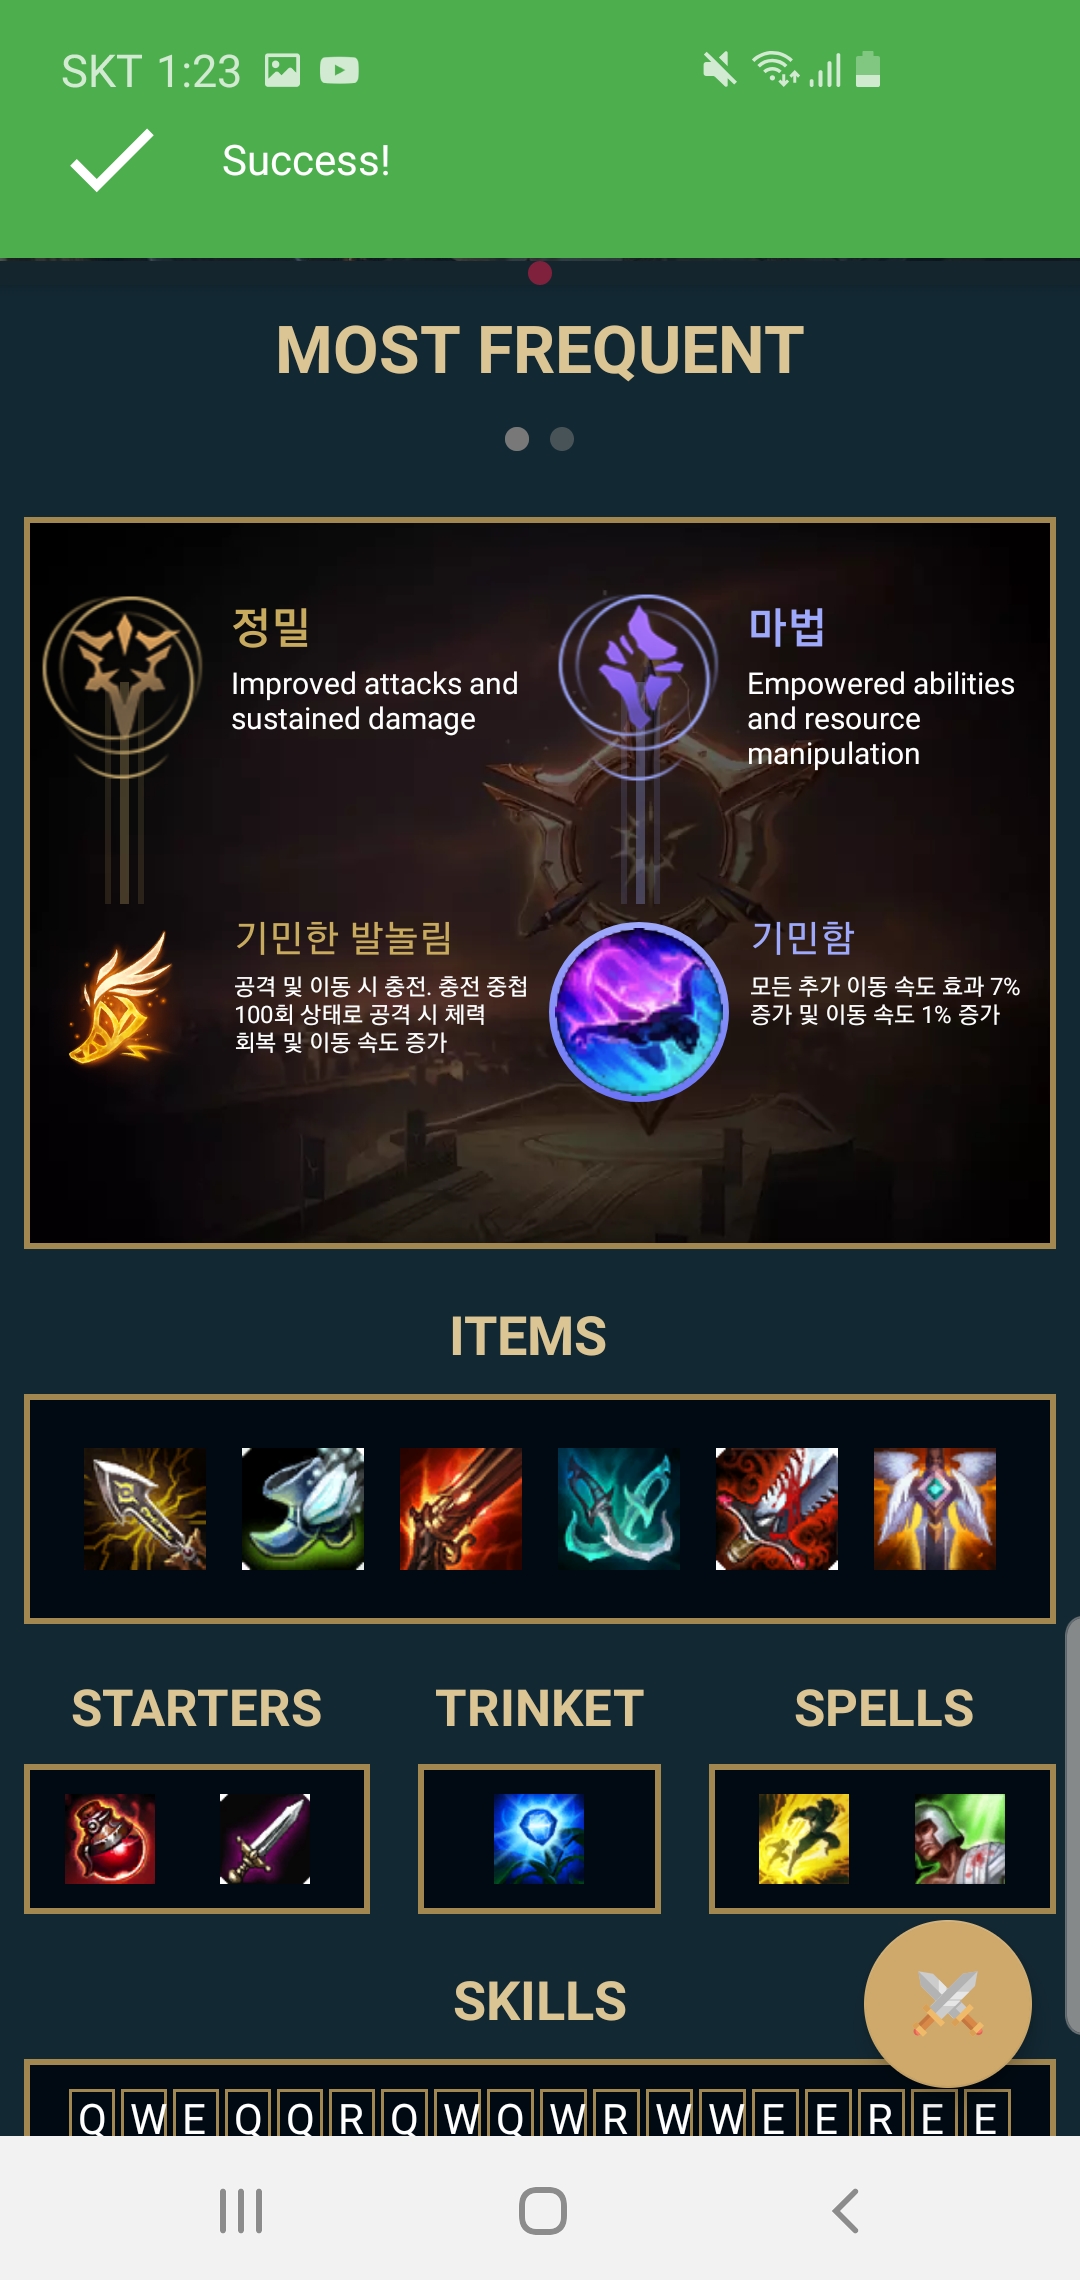 SKT 1:23
Success!
MOST FREQUENT
정밀
Improved attacks and
sustained damage
마법
Empowered abilities
and resource
manipulation
기민한 발놀림
공격 및 이동 시 충전. 충전 중첩
100회 상태로 공격 시 체력
회복 및 이동 속도 증가
기민함
모든 추가 이동 속도 효과 7%
증가 및 이동 속도 1% 증가
ITEMS
STARTERS TRINKET SPELLS
SKILLS
Q W E Q Q R Q W Q W R W W E E R E E